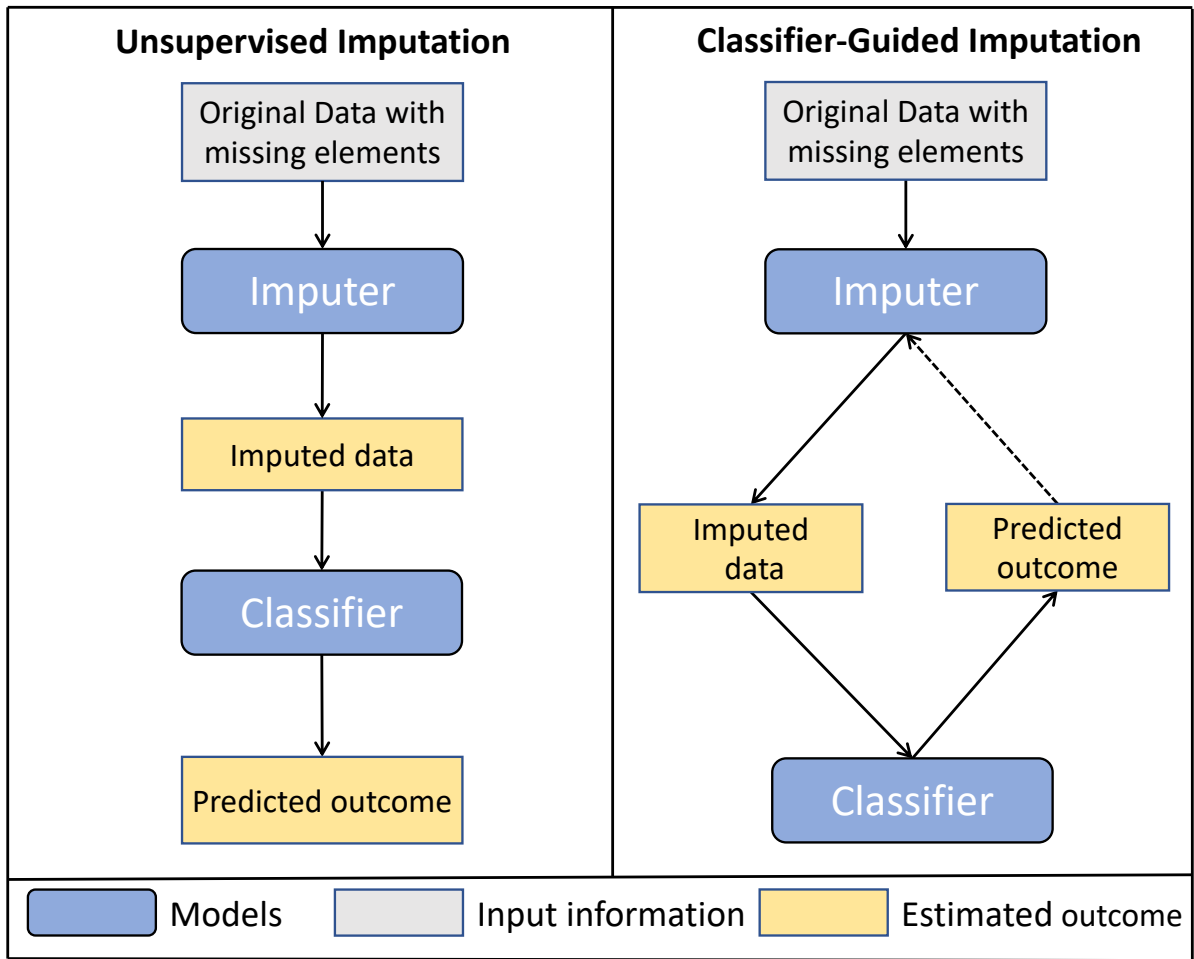 Unsupervised Imputation
Original Data with
missing elements
Imputer
Imputed data
Classifier
Predicted outcome
Classifier-Guided Imputation
Original Data with
missing elements
Imputer
Imputed
data
Predicted
outcome
Classifier
Models
Input information
Estimated outcome